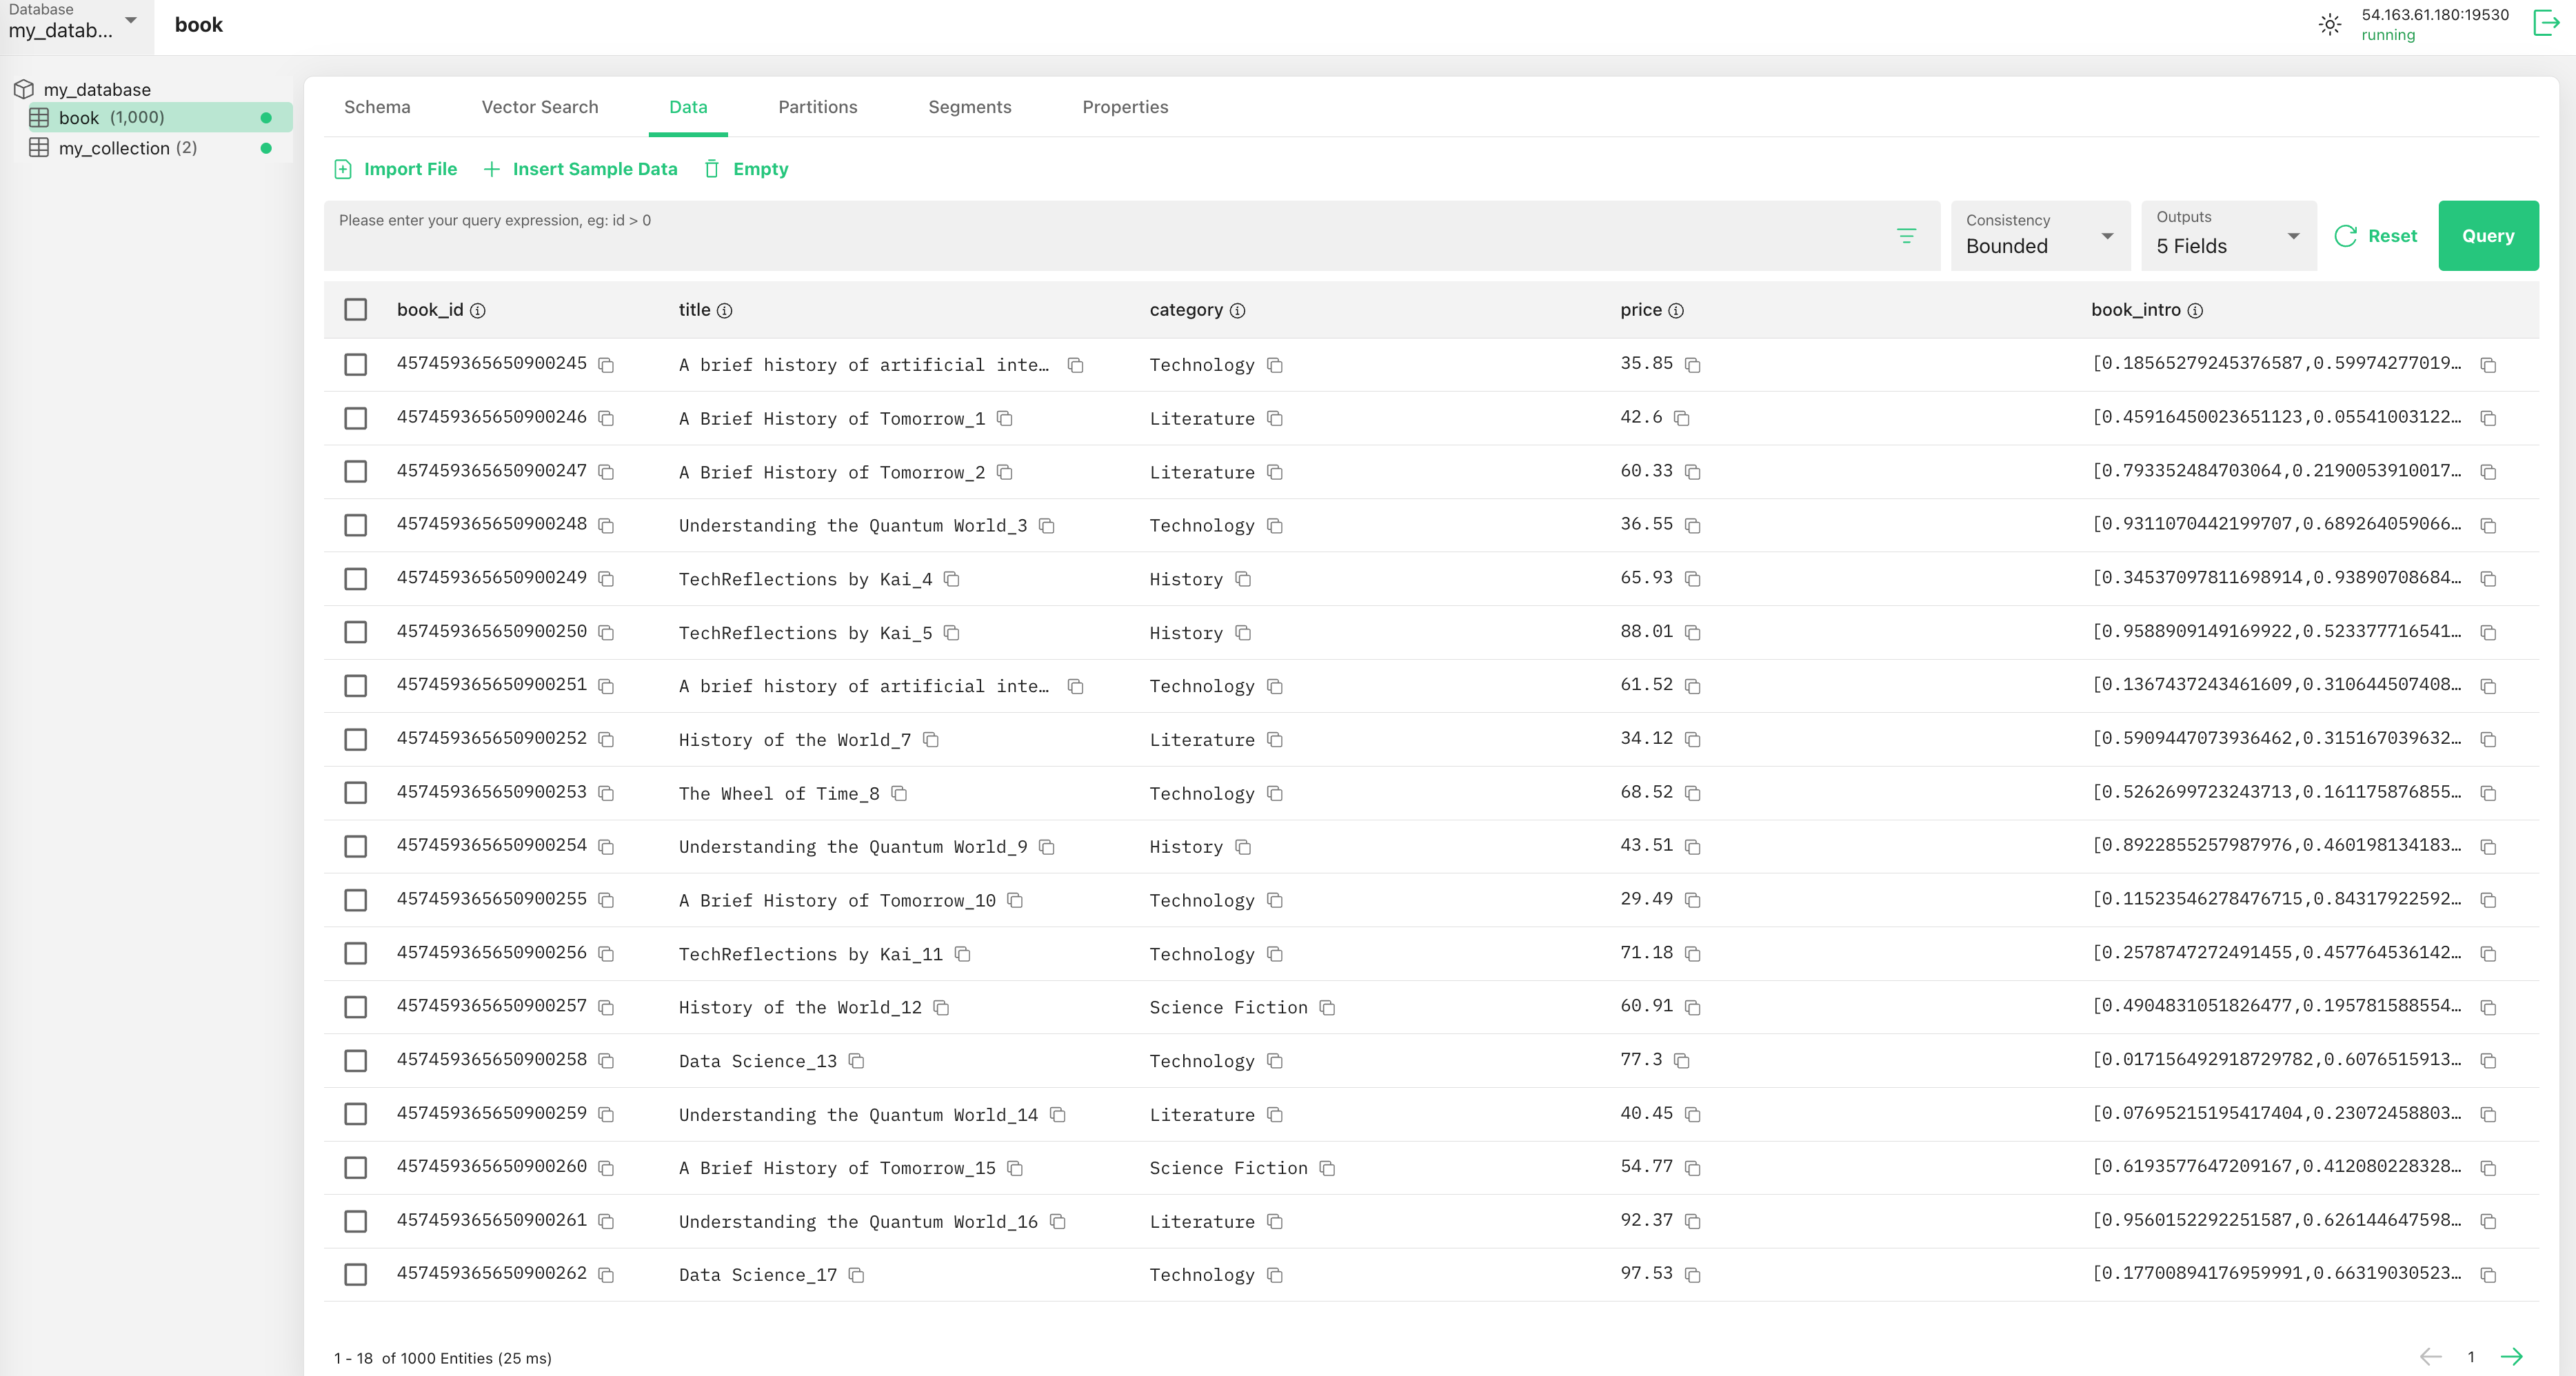 Database
my_datab...
book
54.163.61.180:19530
running
my_database
book (1,000)
my_collection (2)
Schema Vector Search Data Partitions Segments Properties
Import File Insert Sample Data Empty
Please enter your query expression, eg: id > 0
Consistency
Bounded
Outputs
5 Fields
Reset
Query
book_id title category price book_intro
457459365650900245 A brief history of artificial inte… Technology 35.85 [0.18565279245376587,0.59974277019…
457459365650900246 A Brief History of Tomorrow_1 Literature 42.6 [0.45916450023651123,0.05541003122…
457459365650900247 A Brief History of Tomorrow_2 Literature 60.33 [0.793352484703064,0.2190053910017…
457459365650900248 Understanding the Quantum World_3 Technology 36.55 [0.9311070442199707,0.689264059066…
457459365650900249 TechReflections by Kai_4 History 65.93 [0.34537097811698914,0.93890708684…
457459365650900250 TechReflections by Kai_5 History 88.01 [0.9588909149169922,0.523377716541…
457459365650900251 A brief history of artificial inte… Technology 61.52 [0.1367437243461609,0.310644507408…
457459365650900252 History of the World_7 Literature 34.12 [0.5909447073936462,0.315167039632…
457459365650900253 The Wheel of Time_8 Technology 68.52 [0.5262699723243713,0.161175876855…
457459365650900254 Understanding the Quantum World_9 History 43.51 [0.8922855257987976,0.460198134183…
457459365650900255 A Brief History of Tomorrow_10 Technology 29.49 [0.11523546278476715,0.84317922592…
457459365650900256 TechReflections by Kai_11 Technology 71.18 [0.2578747272491455,0.457764536142…
457459365650900257 History of the World_12 Science Fiction 60.91 [0.4904831051826477,0.195781588554…
457459365650900258 Data Science_13 Technology 77.3 [0.017156492918729782,0.6076515913…
457459365650900259 Understanding the Quantum World_14 Literature 40.45 [0.07695215195417404,0.23072458803…
457459365650900260 A Brief History of Tomorrow_15 Science Fiction 54.77 [0.6193577647209167,0.412080228328…
457459365650900261 Understanding the Quantum World_16 Literature 92.37 [0.9560152292251587,0.626144647598…
457459365650900262 Data Science_17 Technology 97.53 [0.17700894176959991,0.66319030523…
1 - 18 of 1000 Entities (25 ms)
1